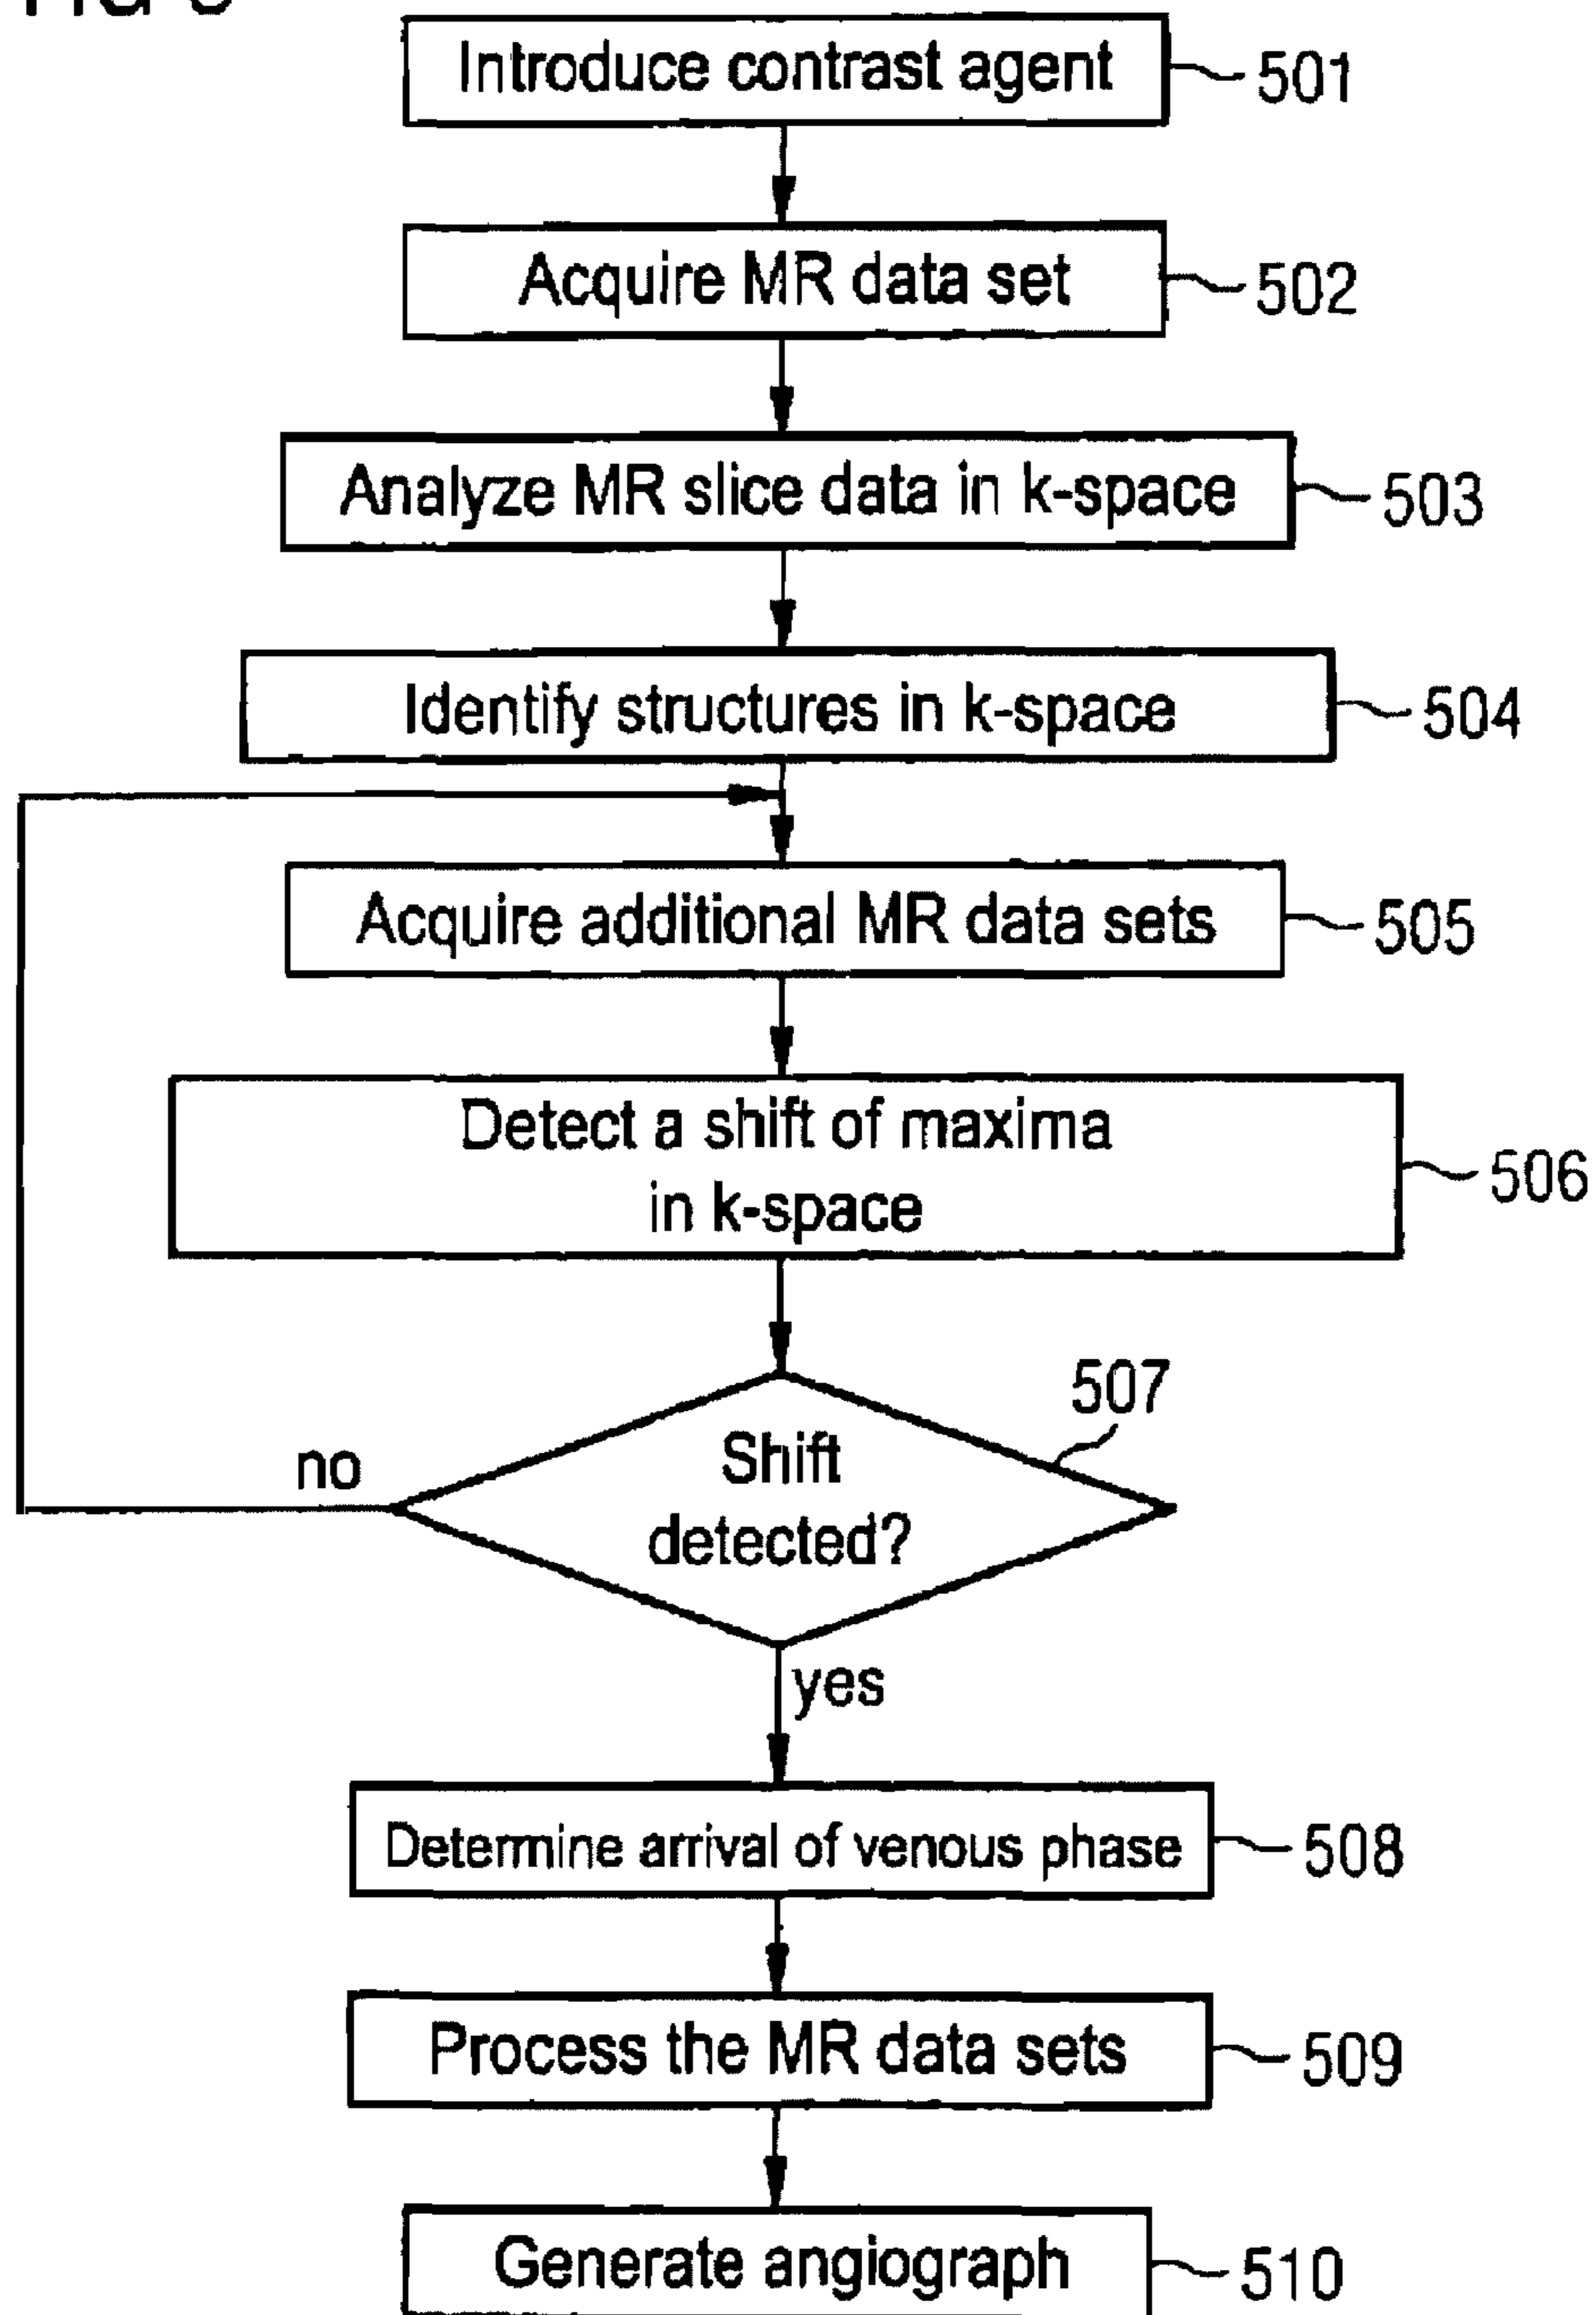 Introduce contrast agent
501
Acquire MR data set
502
Analyze MR slice data in k-space
503
Identify structures in k-space
504
Acquire additional MR data sets
505
Detect a shift of maxima
in k-space
506
507
no
Shift
detected?
yes
Determine arrival of venous phase
508
Process the MR data sets
509
Generate angiograph
510